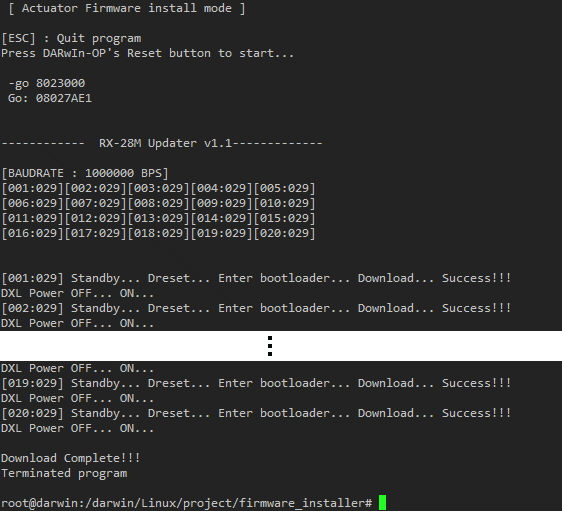 [ Actuator Firmware install mode ]
[ESC] : Quit program
Press DARwIn-OP's Reset button to start...
-go 8023000
Go: 08027AE1
------------ RX-28M Updater v1.1-------------
[BAUDRATE : 1000000 BPS]
[001:029][002:029][003:029][004:029][005:029]
[006:029][007:029][008:029][009:029][010:029]
[011:029][012:029][013:029][014:029][015:029]
[016:029][017:029][018:029][019:029][020:029]
[001:029] Standby... Dreset... Enter bootloader... Download... Success!!!
DXL Power OFF... ON...
[002:029] Standby... Dreset... Enter bootloader... Download... Success!!!
DXL Power OFF... ON...
DXL Power OFF... ON...
[019:029] Standby... Dreset... Enter bootloader... Download... Success!!!
DXL Power OFF... ON...
[020:029] Standby... Dreset... Enter bootloader... Download... Success!!!
DXL Power OFF... ON...
Download Complete!!!
Terminated program
root@darwin:/darwin/Linux/project/firmware_installer#